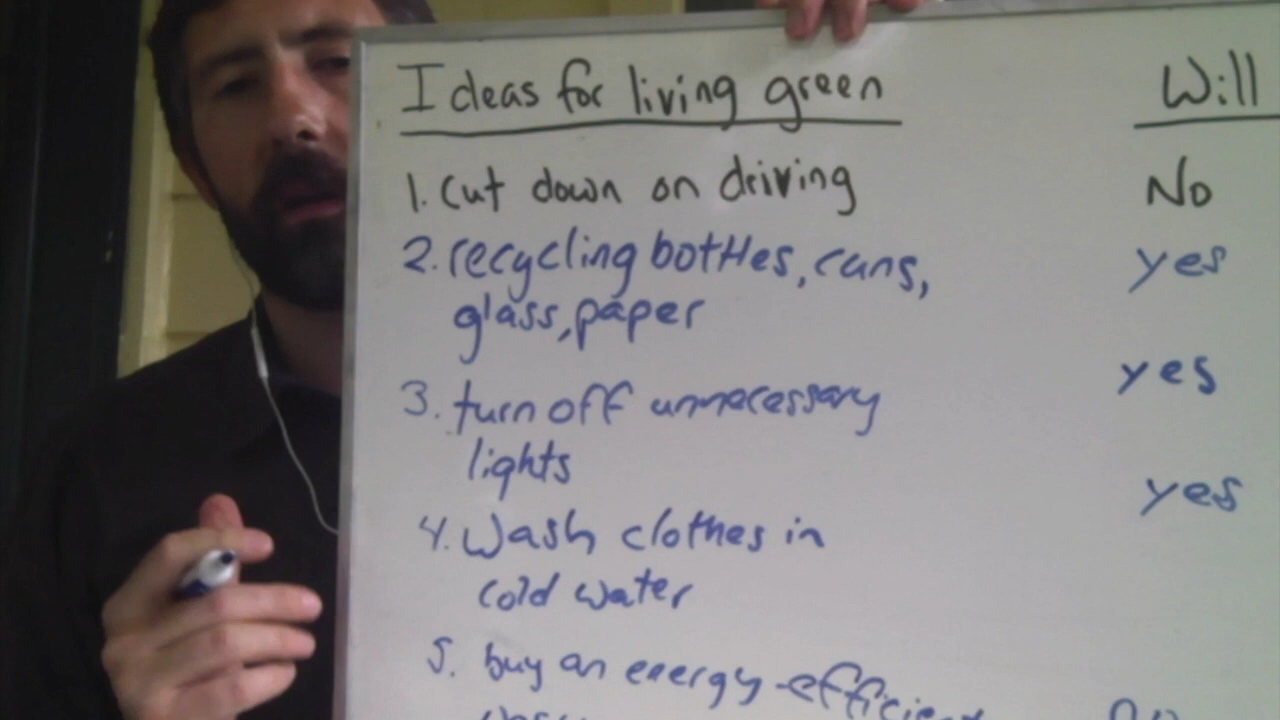 Ideas for living green Will
1. Cut down on driving No
2. recycling bottles, cans, yes
glass, paper
3. turn off unnecessary yes
lights
4. Wash clothes in yes
cold water
5. buy an energy-efficient